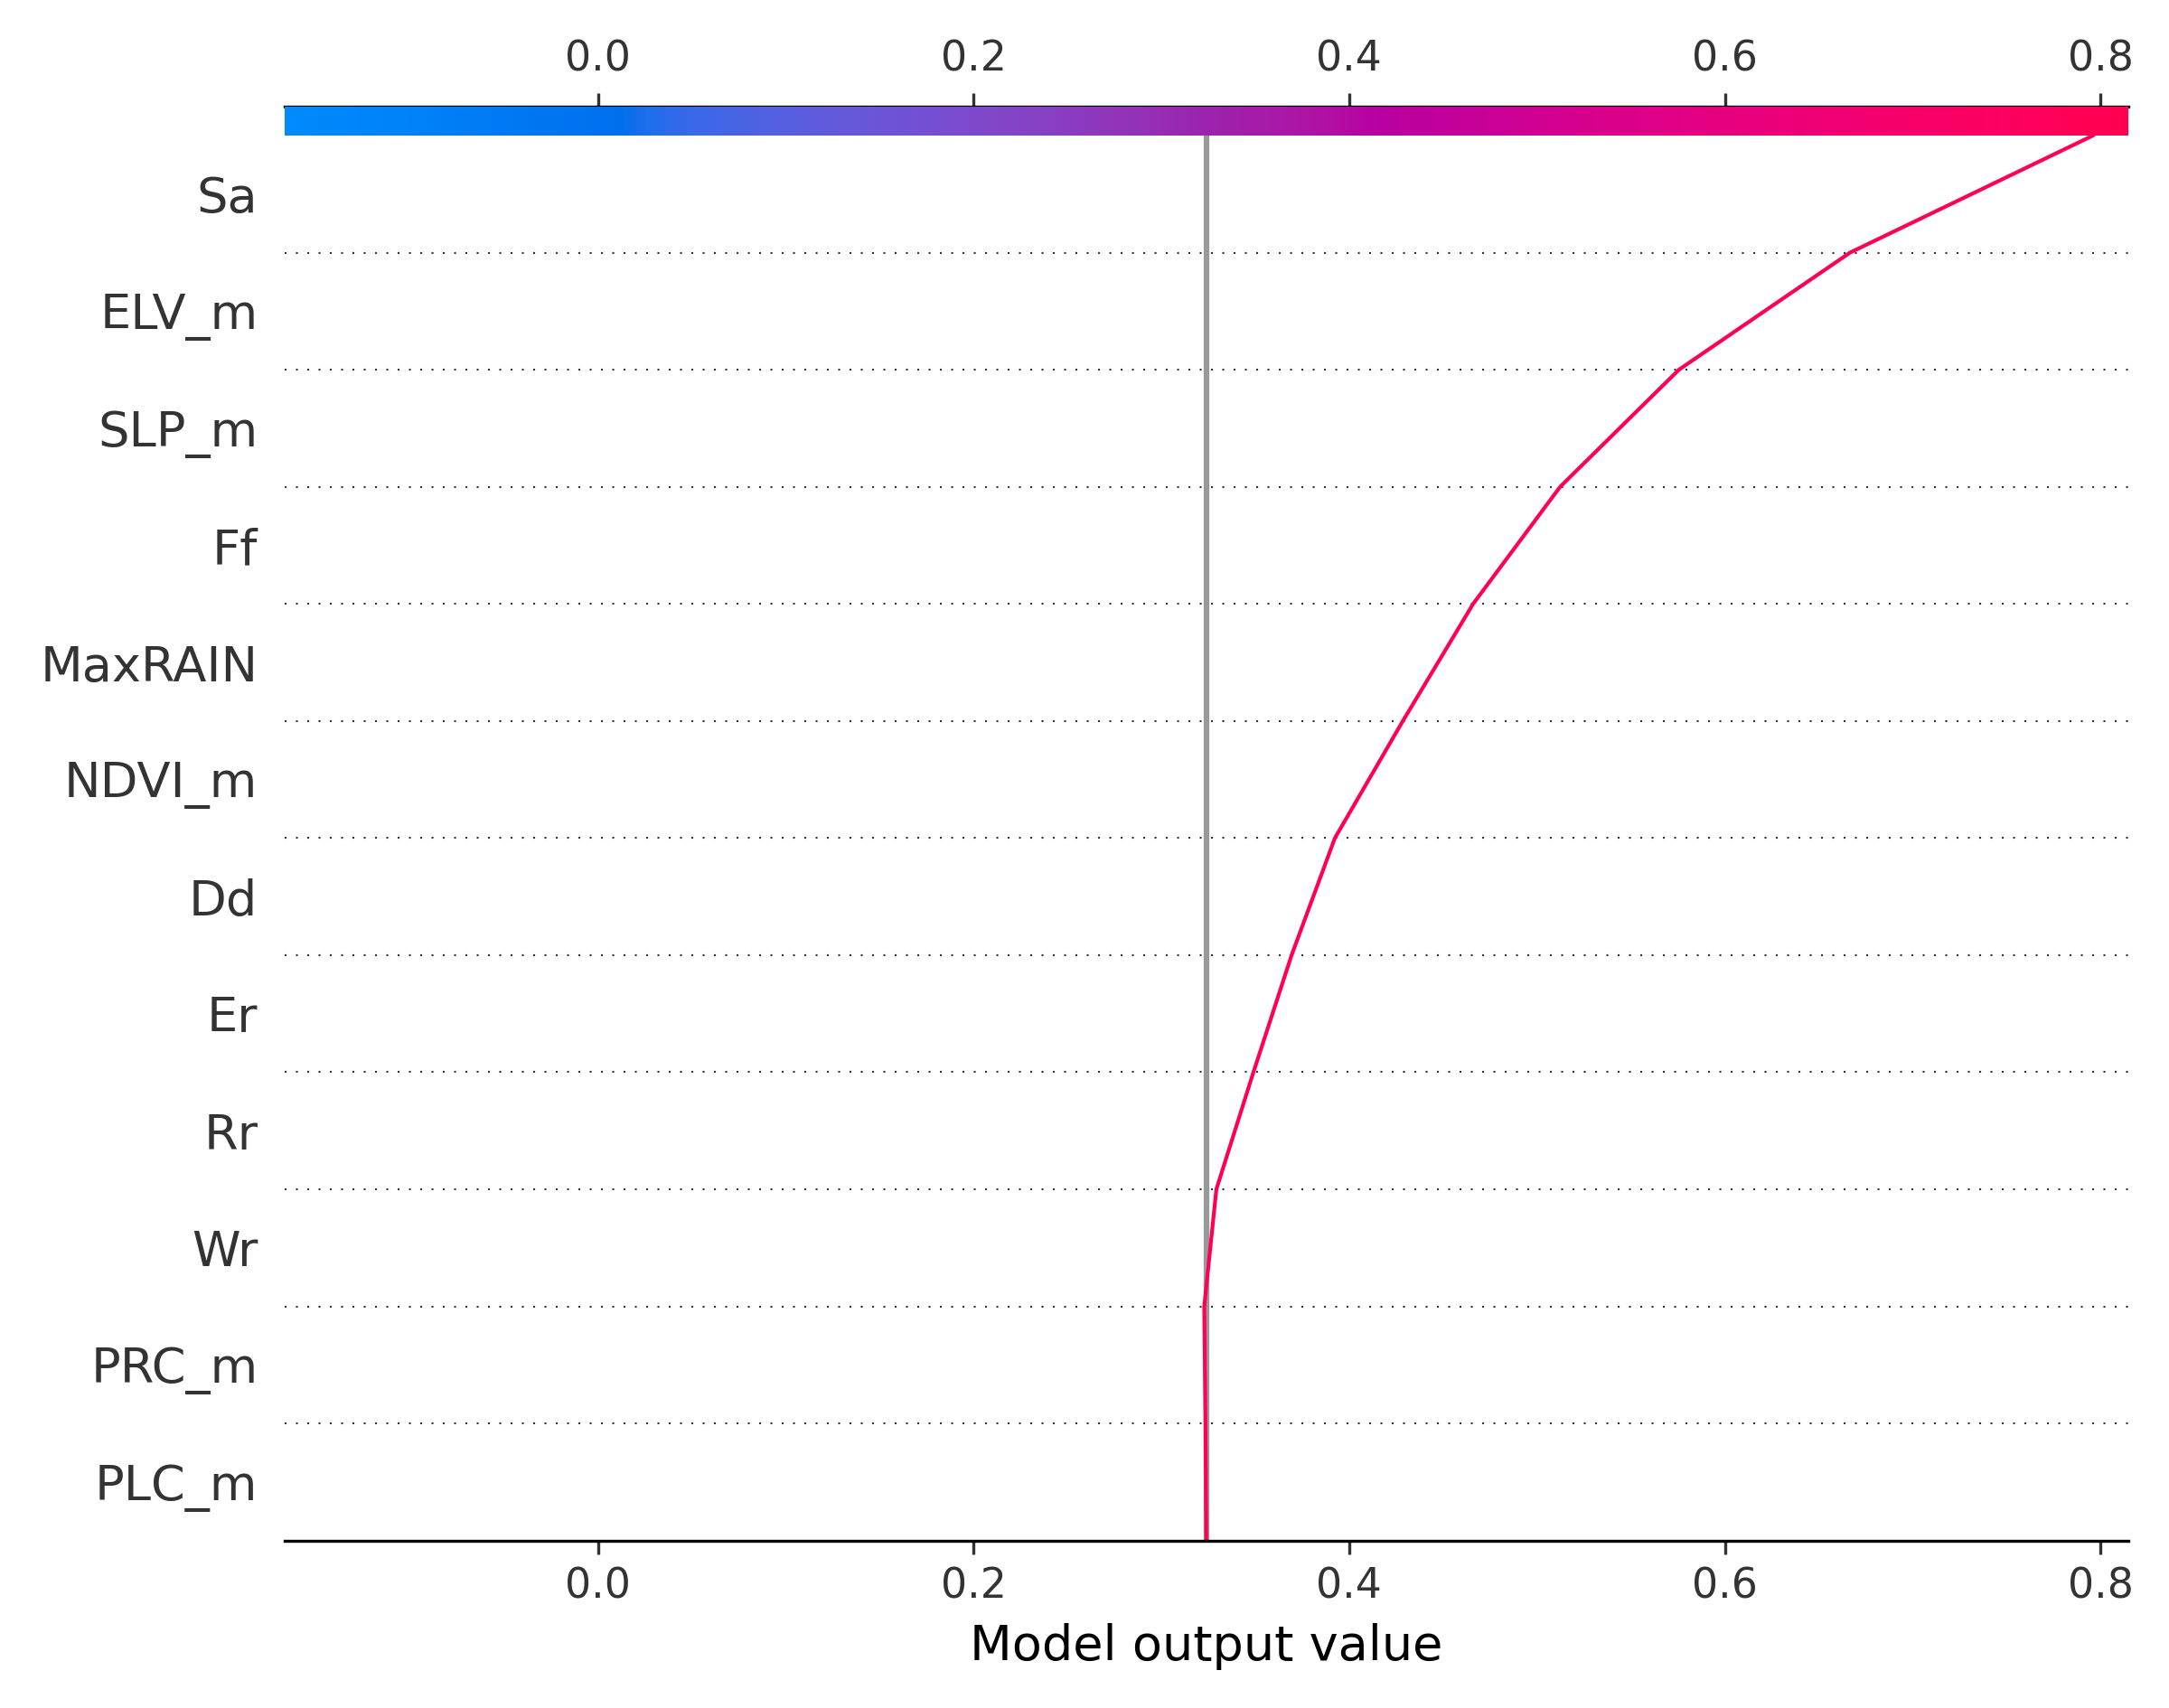 0.0 0.2 0.4 0.6 0.8
Sa
ELV_m
SLP_m
Ff
MaxRAIN
NDVI_m
Dd
Er
Rr
Wr
PRC_m
PLC_m
0.0 0.2 0.4 0.6 0.8
Model output value